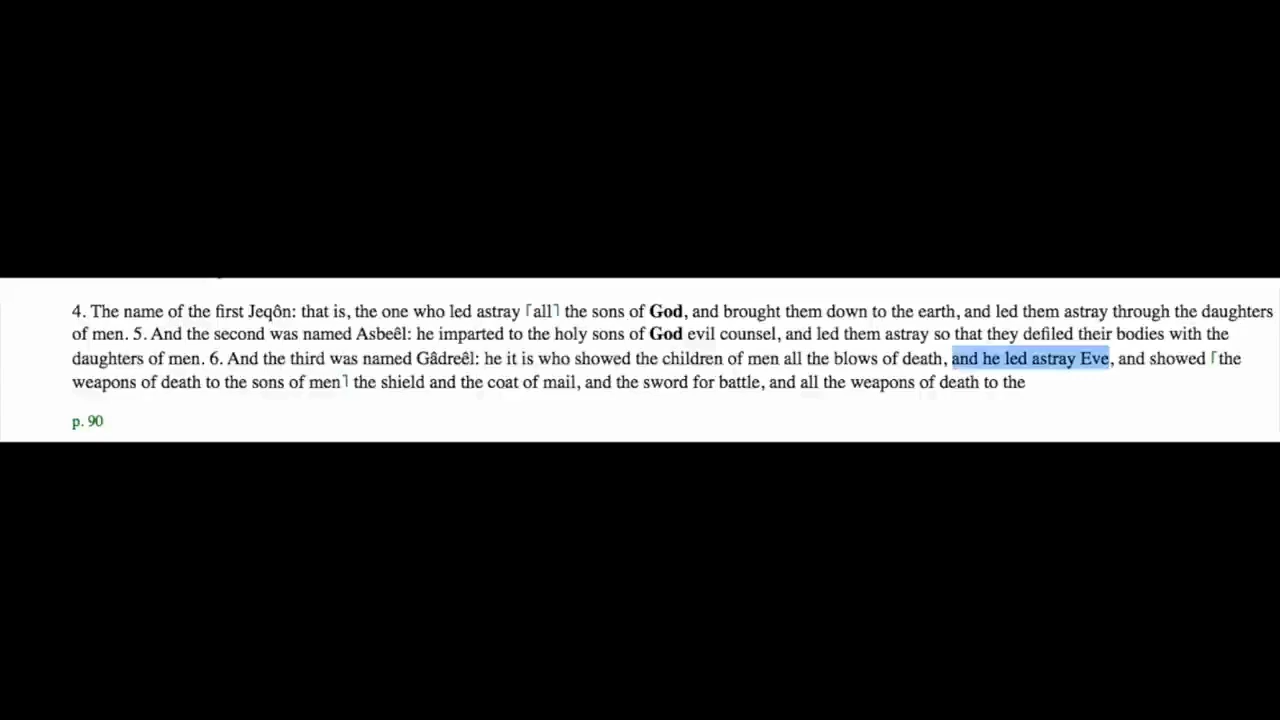 4. The name of the first Jeqôn: that is, the one who led astray ⌈all⌉ the sons of God, and brought them down to the earth, and led them astray through the daughters
of men. 5. And the second was named Asbeêl: he imparted to the holy sons of God evil counsel, and led them astray so that they defiled their bodies with the
daughters of men. 6. And the third was named Gâdreêl: he it is who showed the children of men all the blows of death, and he led astray Eve, and showed ⌈the
weapons of death to the sons of men⌉ the shield and the coat of mail, and the sword for battle, and all the weapons of death to the
p. 90